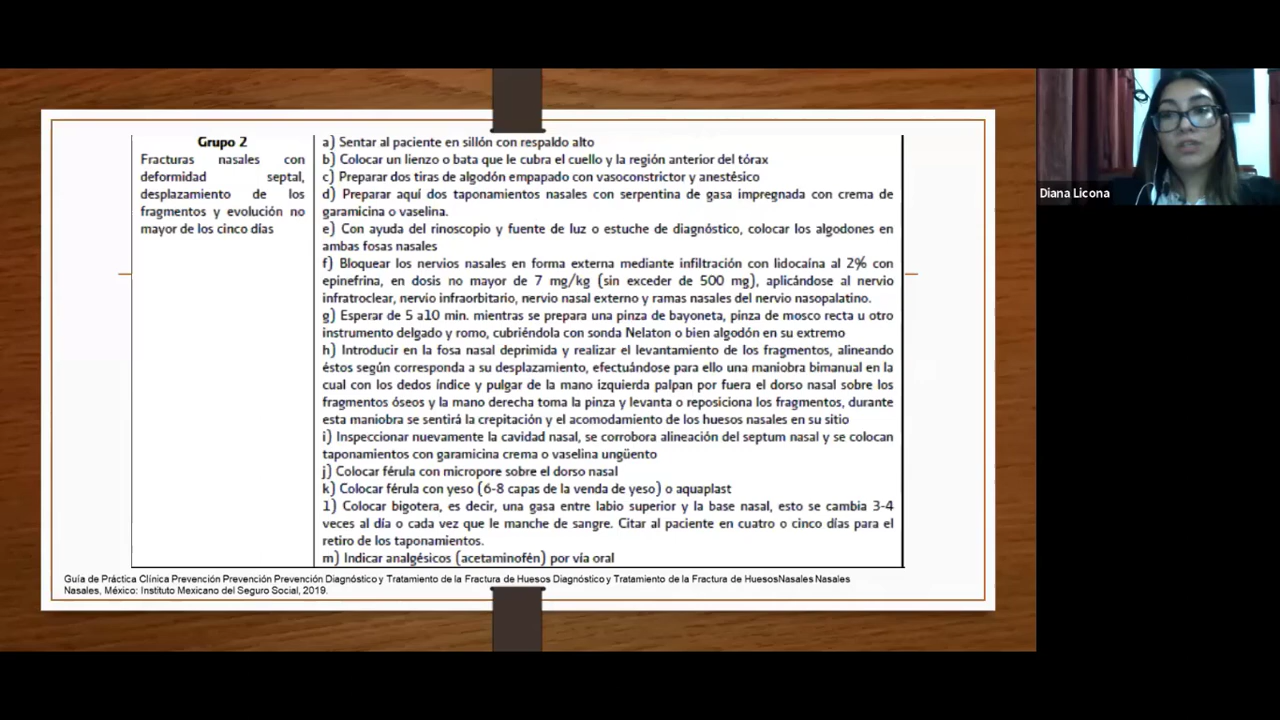 Grupo 2
Fracturas nasales con
deformidad septal,
desplazamiento de los
fragmentos y evolución no
mayor de los cinco días
a) Sentar al paciente en sillón con respaldo alto
b) Colocar un lienzo o bata que le cubra el cuello y la región anterior del tórax
c) Preparar dos tiras de algodón empapado con vasoconstrictor y anestésico
d) Preparar aquí dos taponamientos nasales con serpentina de gasa impregnada con crema de
garamicina o vaselina.
e) Con ayuda del rinoscopio y fuente de luz o estuche de diagnóstico, colocar los algodones en
ambas fosas nasales
f) Bloquear los nervios nasales en forma externa mediante infiltración con lidocaína al 2% con
epinefrina, en dosis no mayor de 7 mg/kg (sin exceder de 500 mg), aplicándose al nervio
infratroclear, nervio infraorbitario, nervio nasal externo y ramas nasales del nervio nasopalatino.
g) Esperar de 5 a10 min. mientras se prepara una pinza de bayoneta, pinza de mosco recta u otro
instrumento delgado y romo, cubriéndola con sonda Nelaton o bien algodón en su extremo
h) Introducir en la fosa nasal deprimida y realizar el levantamiento de los fragmentos, alineando
éstos según corresponda a su desplazamiento, efectuándose para ello una maniobra bimanual en la
cual con los dedos índice y pulgar de la mano izquierda palpan por fuera el dorso nasal sobre los
fragmentos óseos y la mano derecha toma la pinza y levanta o reposiciona los fragmentos, durante
esta maniobra se sentirá la crepitación y el acomodamiento de los huesos nasales en su sitio
i) Inspeccionar nuevamente la cavidad nasal, se corrobora alineación del septum nasal y se colocan
taponamientos con garamicina crema o vaselina ungüento
j) Colocar férula con micropore sobre el dorso nasal
k) Colocar férula con yeso (6-8 capas de la venda de yeso) o aquaplast
1) Colocar bigotera, es decir, una gasa entre labio superior y la base nasal, esto se cambia 3-4
veces al día o cada vez que le manche de sangre. Citar al paciente en cuatro o cinco días para el
retiro de los taponamientos.
m) Indicar analgésicos (acetaminofén) por vía oral
Guía de Práctica Clínica Prevención Prevención Prevención Diagnóstico y Tratamiento de la Fractura de Huesos Diagnóstico y Tratamiento de la Fractura de HuesosNasales Nasales
Nasales, México: Instituto Mexicano del Seguro Social, 2019.
Diana Licona